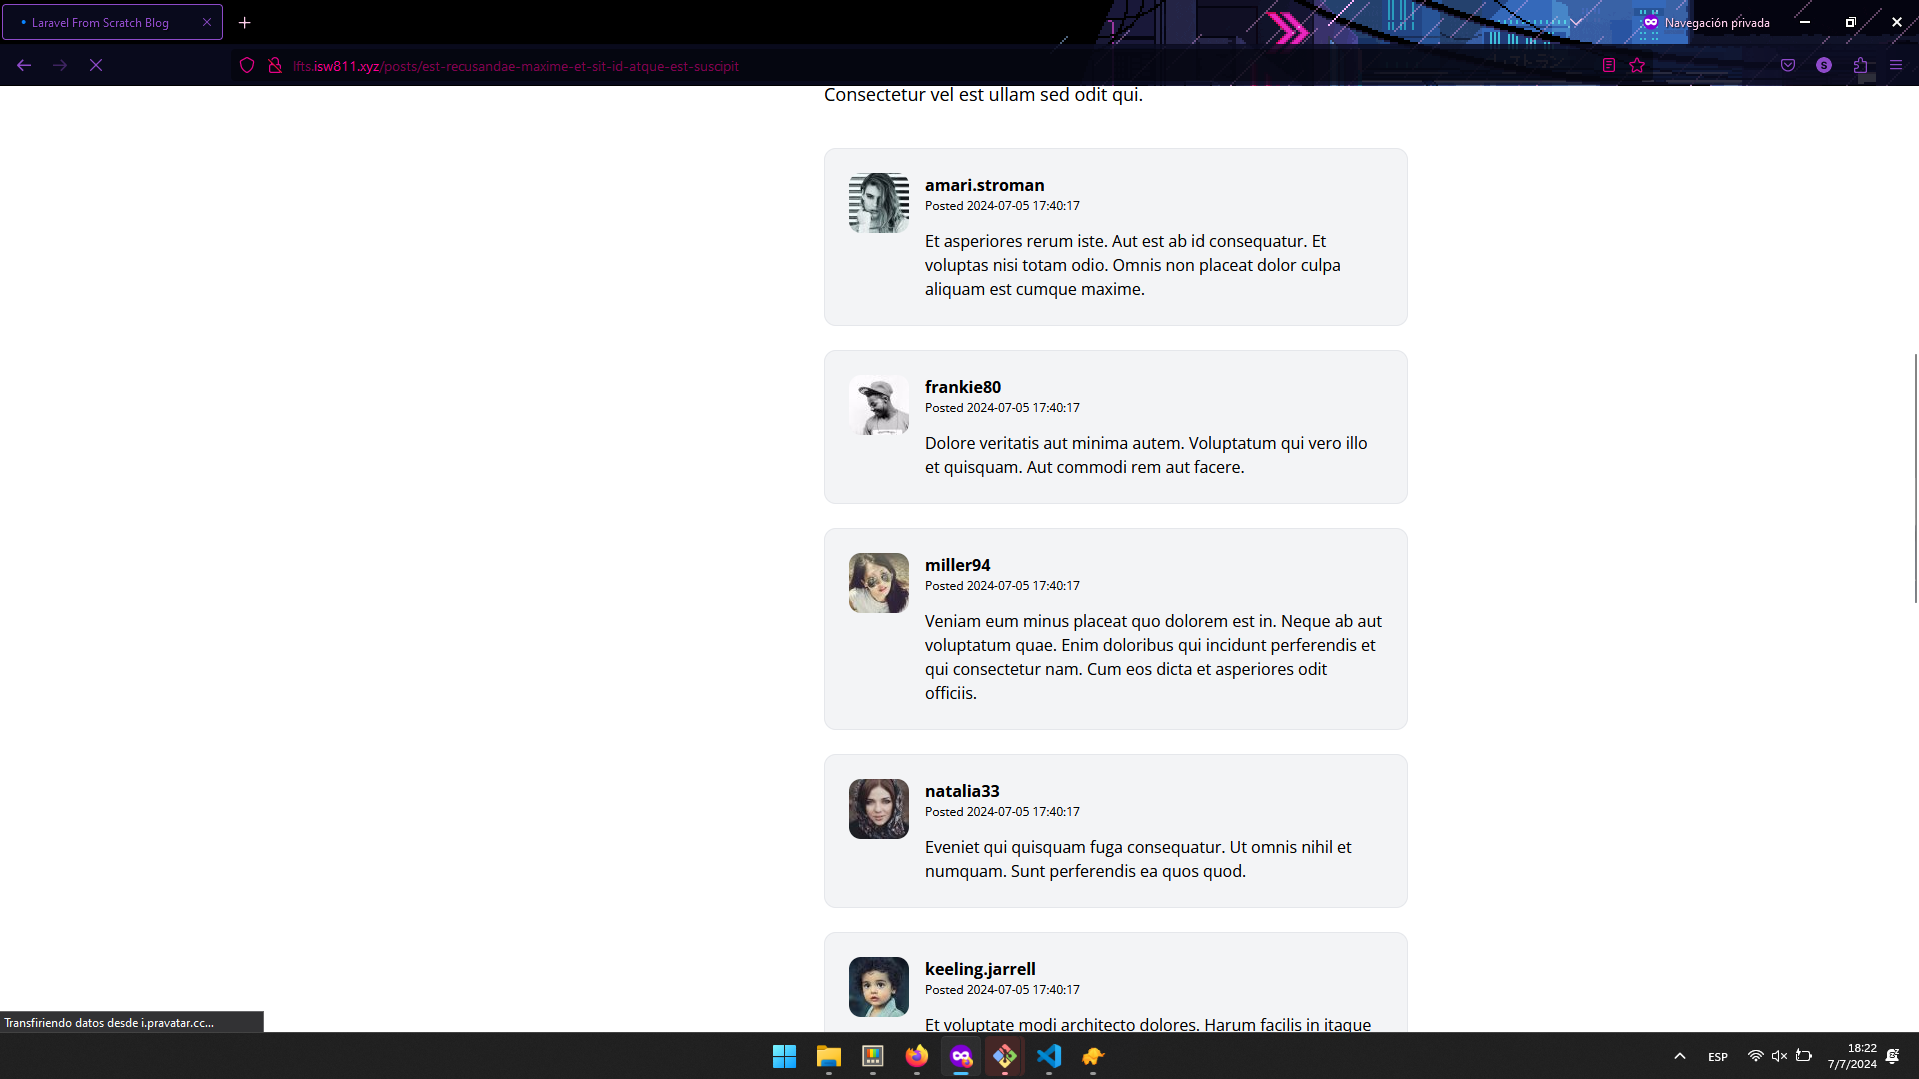 Laravel From Scratch Blog
Navegación privada
lfts.isw811.xyz/posts/est-recusandae-maxime-et-sit-id-atque-est-suscipit
S
Consectetur vel est ullam sed odit qui.
amari.stroman
Posted 2024-07-05 17:40:17
Et asperiores rerum iste. Aut est ab id consequatur. Et
voluptas nisi totam odio. Omnis non placeat dolor culpa
aliquam est cumque maxime.
frankie80
Posted 2024-07-05 17:40:17
Dolore veritatis aut minima autem. Voluptatum qui vero illo
et quisquam. Aut commodi rem aut facere.
miller94
Posted 2024-07-05 17:40:17
Veniam eum minus placeat quo dolorem est in. Neque ab aut
voluptatum quae. Enim doloribus qui incidunt perferendis et
qui consectetur nam. Cum eos dicta et asperiores odit
officiis.
natalia33
Posted 2024-07-05 17:40:17
Eveniet qui quisquam fuga consequatur. Ut omnis nihil et
numquam. Sunt perferendis ea quos quod.
keeling.jarrell
Posted 2024-07-05 17:40:17
Et voluptate modi architecto dolores. Harum facilis in itaque
Transfiriendo datos desde i.pravatar.cc...
ESP
18:22
7/7/2024